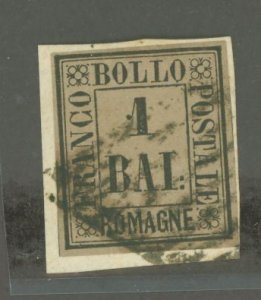 BOLLO
FRANCO
POSTALE
1
BAI.
ROMAGNE